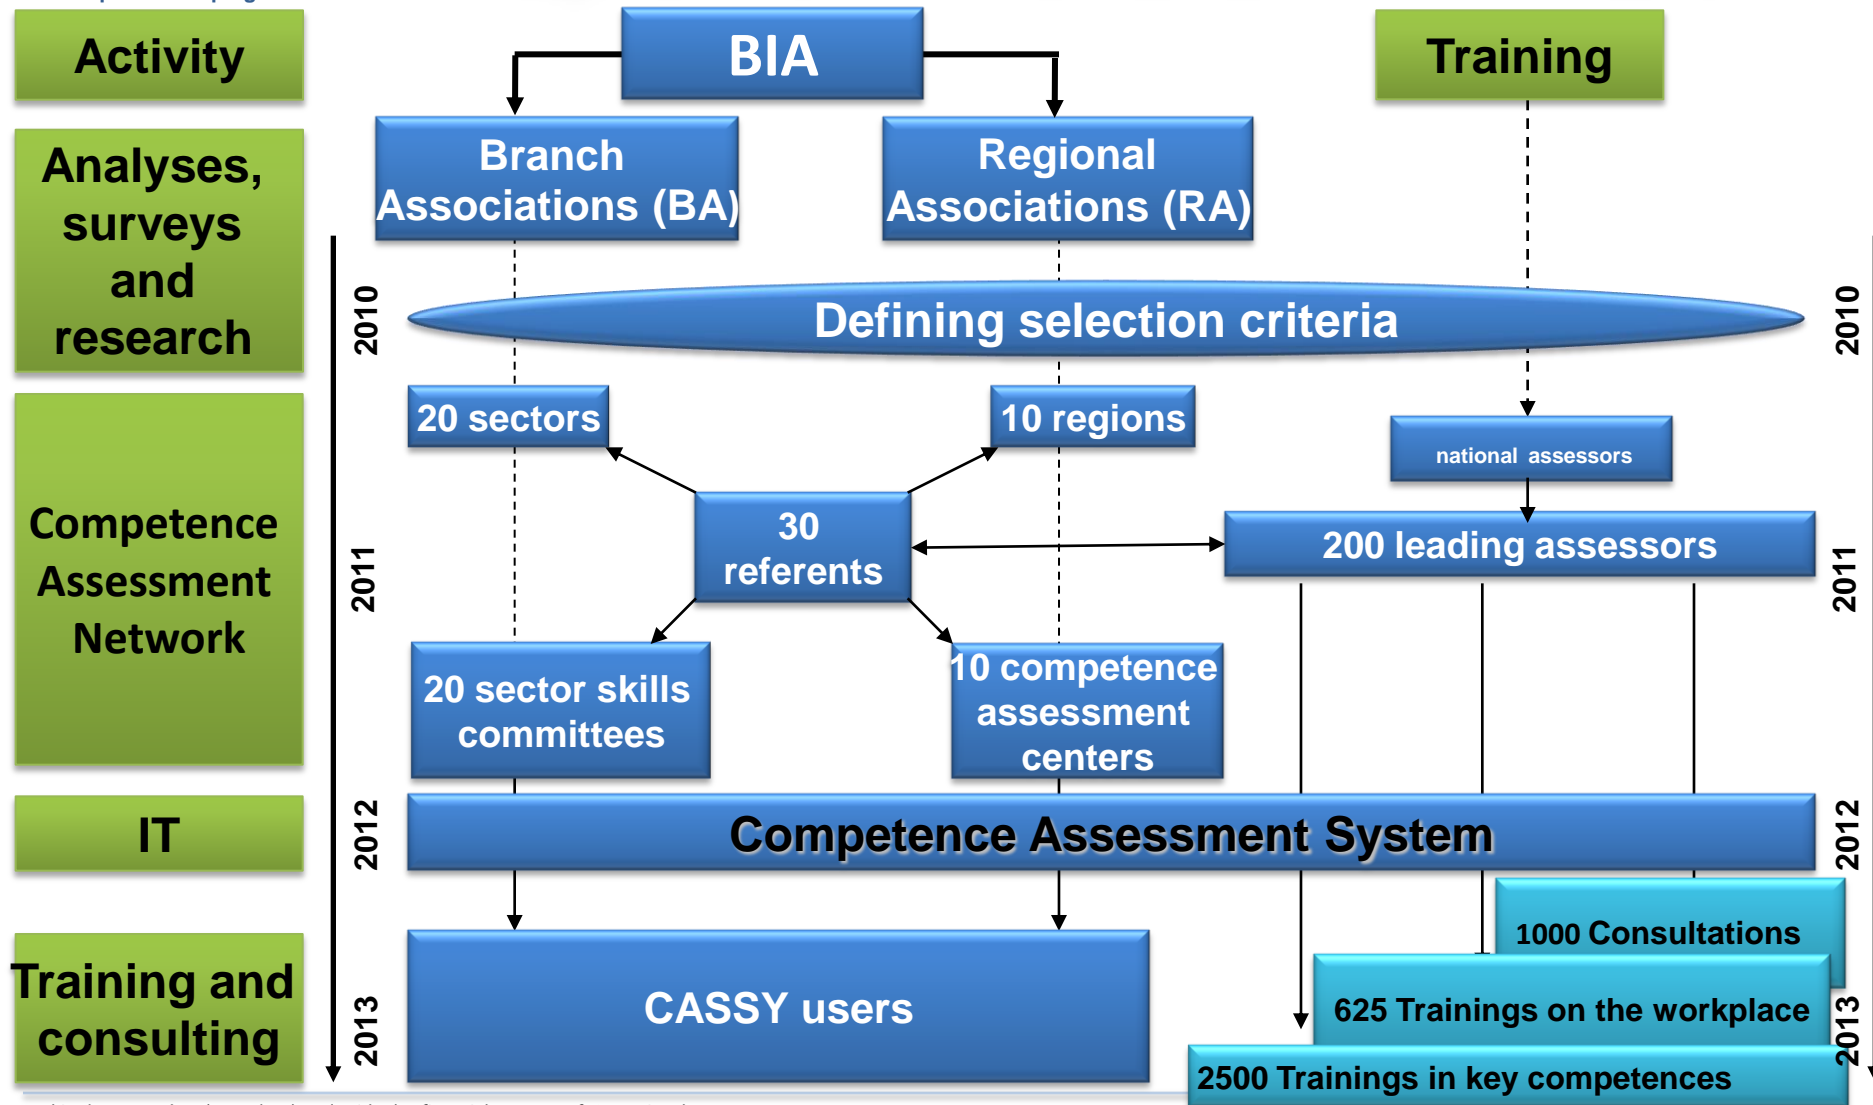 Activity
BIA
Training
Analyses,
surveys
and
research
Branch
Associations (BA)
Regional
Associations (RA)
2010
Defining selection criteria
2010
20 sectors
10 regions
national assessors
Competence
Assessment
Network
30
referents
200 leading assessors
2011
2011
20 sector skills
committees
10 competence
assessment
centers
IT
2012
Competence Assessment System
2012
Training and
consulting
2013
CASSY users
1000 Consultations
625 Trainings on the workplace
2500 Trainings in key competences
2013